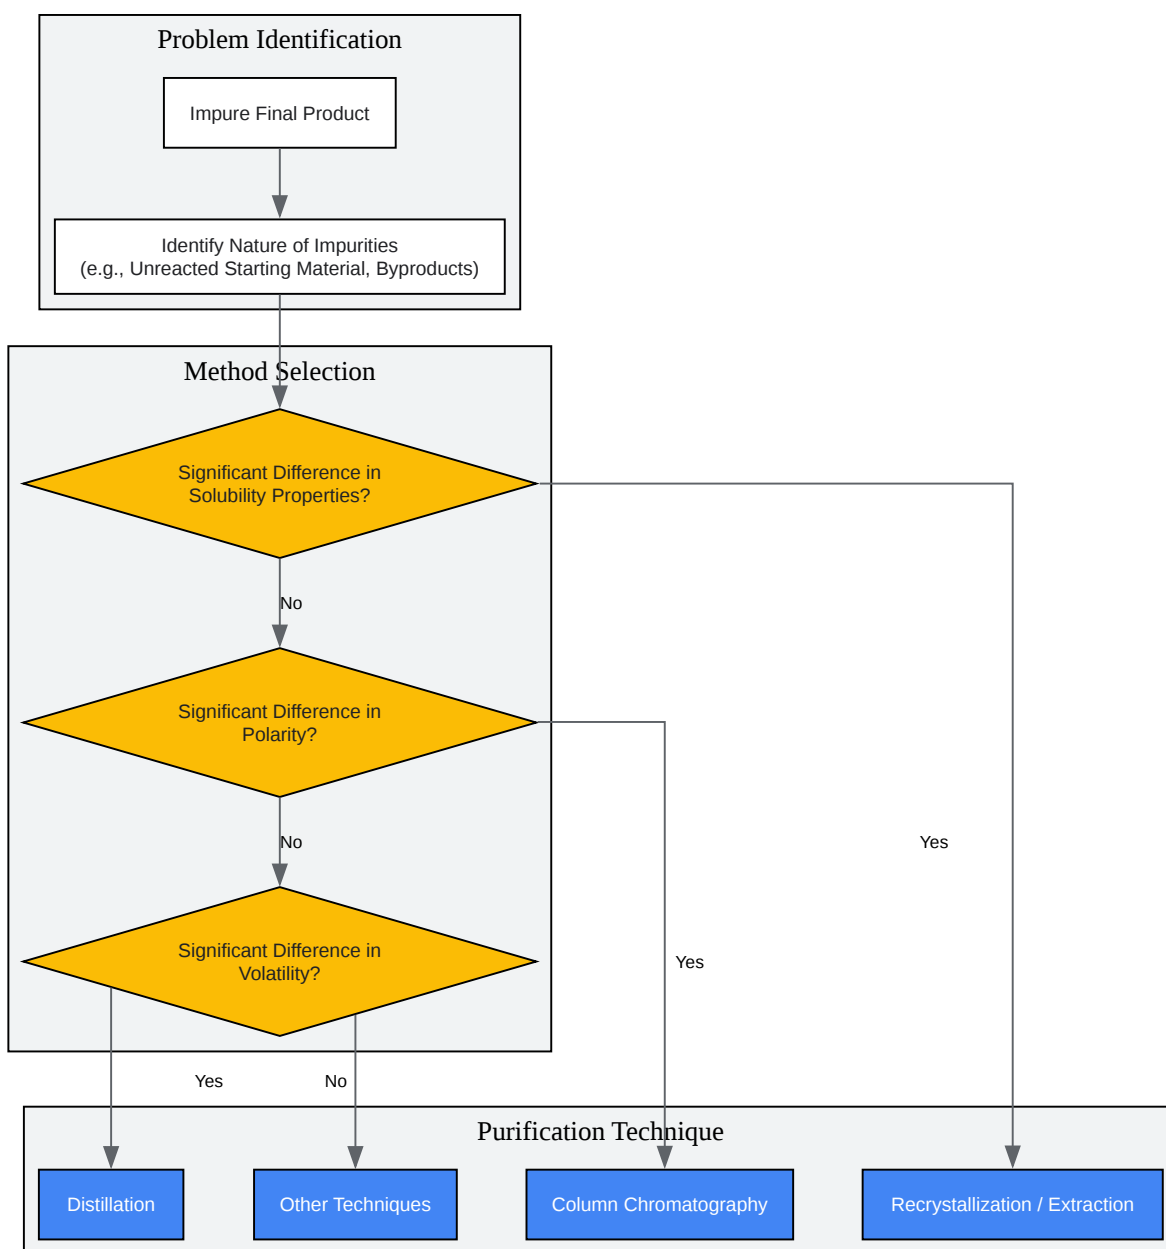 Problem Identification
Impure Final Product
Identify Nature of Impurities
(e.g., Unreacted Starting Material, Byproducts)
Method Selection
Significant Difference in
Solubility Properties?
No
Significant Difference in
Polarity?
No
Yes
Significant Difference in
Volatility?
Yes
Yes
No
Purification Technique
Distillation
Other Techniques
Column Chromatography
Recrystallization / Extraction